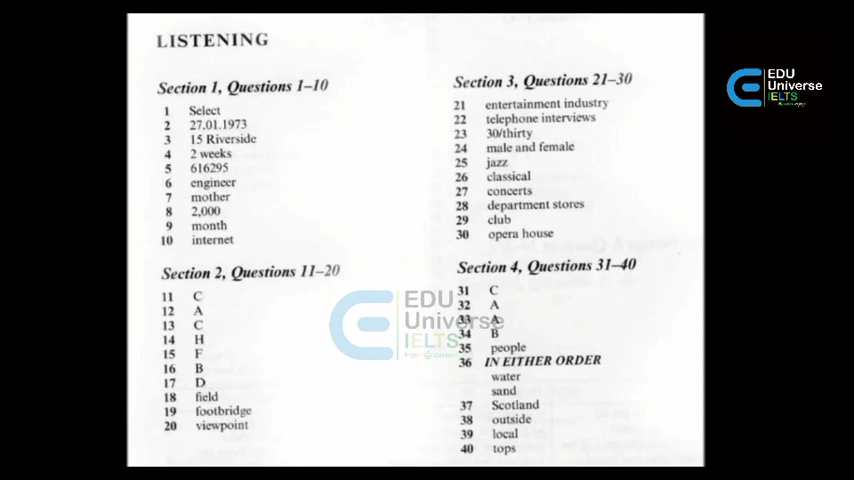 LISTENING
Section 1, Questions 1–10
1 Select
2 27.01.1973
3 15 Riverside
4 2 weeks
5 616295
6 engineer
7 mother
8 2,000
9 month
10 internet
Section 2, Questions 11–20
11 C
12 A
13 C
14 H
15 F
16 B
17 D
18 field
19 footbridge
20 viewpoint
Section 3, Questions 21–30
21 entertainment industry
22 telephone interviews
23 30/thirty
24 male and female
25 jazz
26 classical
27 concerts
28 department stores
29 club
30 opera house
Section 4, Questions 31–40
31 C
32 A
33 A
34 B
35 people
36 IN EITHER ORDER
water
sand
37 Scotland
38 outside
39 local
40 tops
EDU
Universe
IELTS
EDU
Universe
IELTS